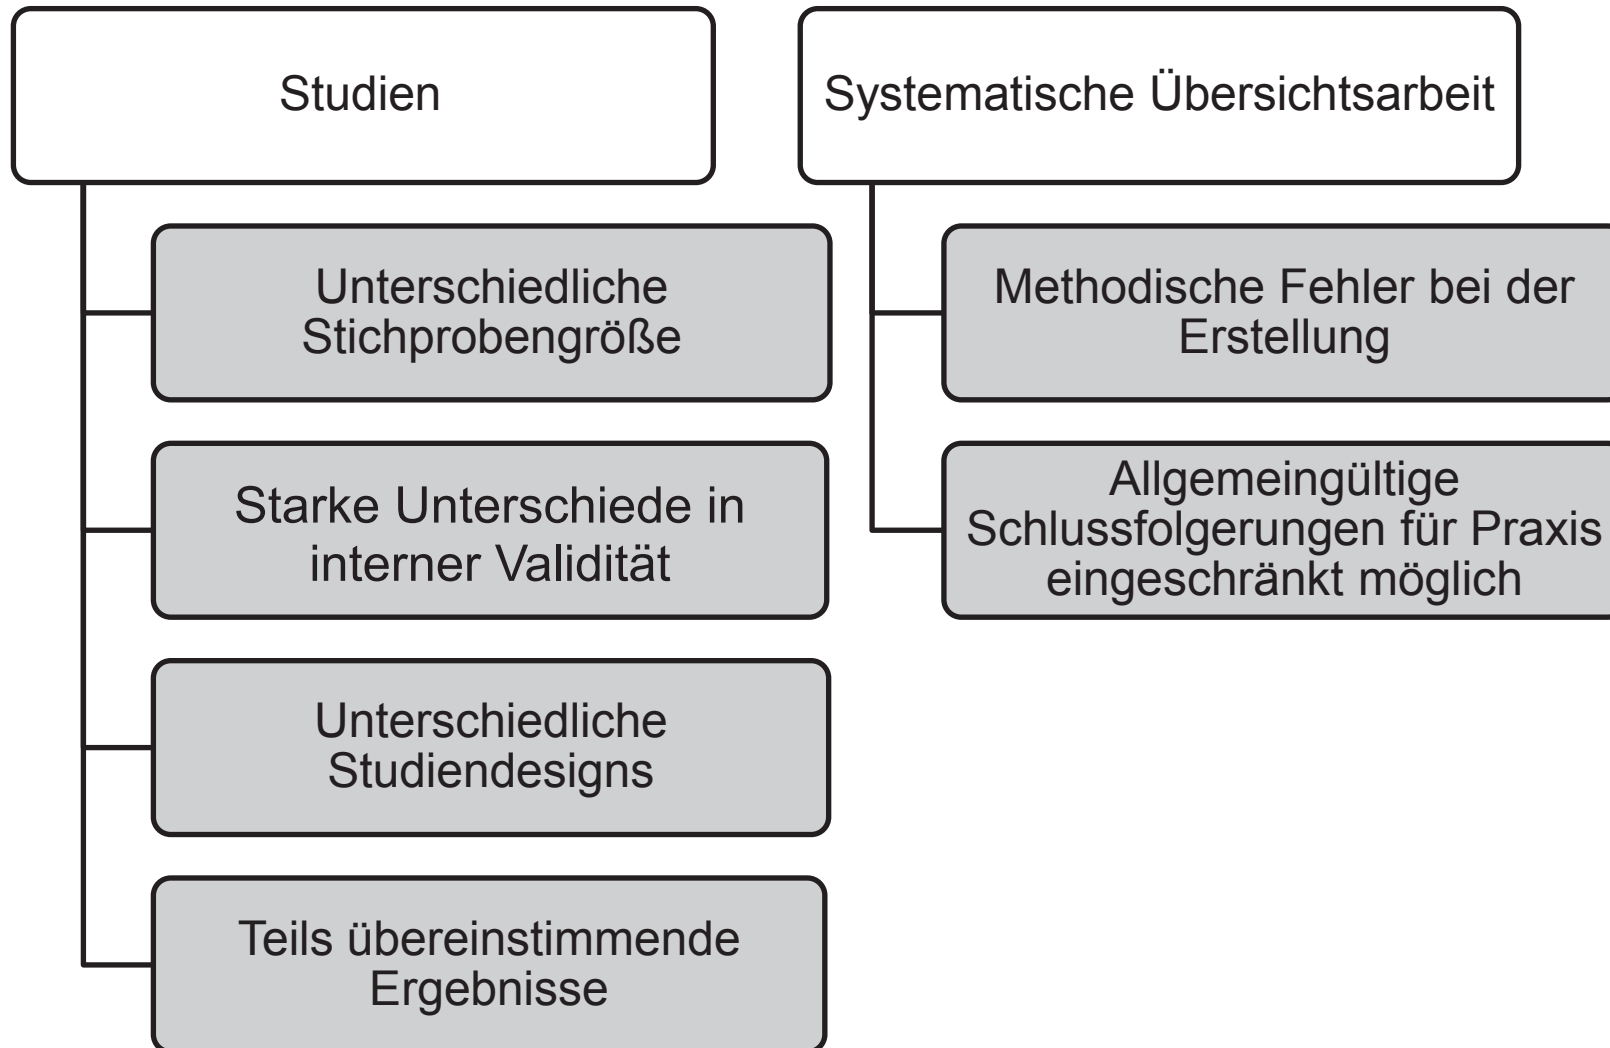 Studien
Unterschiedliche
Stichprobengröße
Starke Unterschiede in
interner Validität
Unterschiedliche
Studiendesigns
Teils übereinstimmende
Ergebnisse
Systematische Übersichtsarbeit
Methodische Fehler bei der
Erstellung
Allgemeingültige
Schlussfolgerungen für Praxis
eingeschränkt möglich